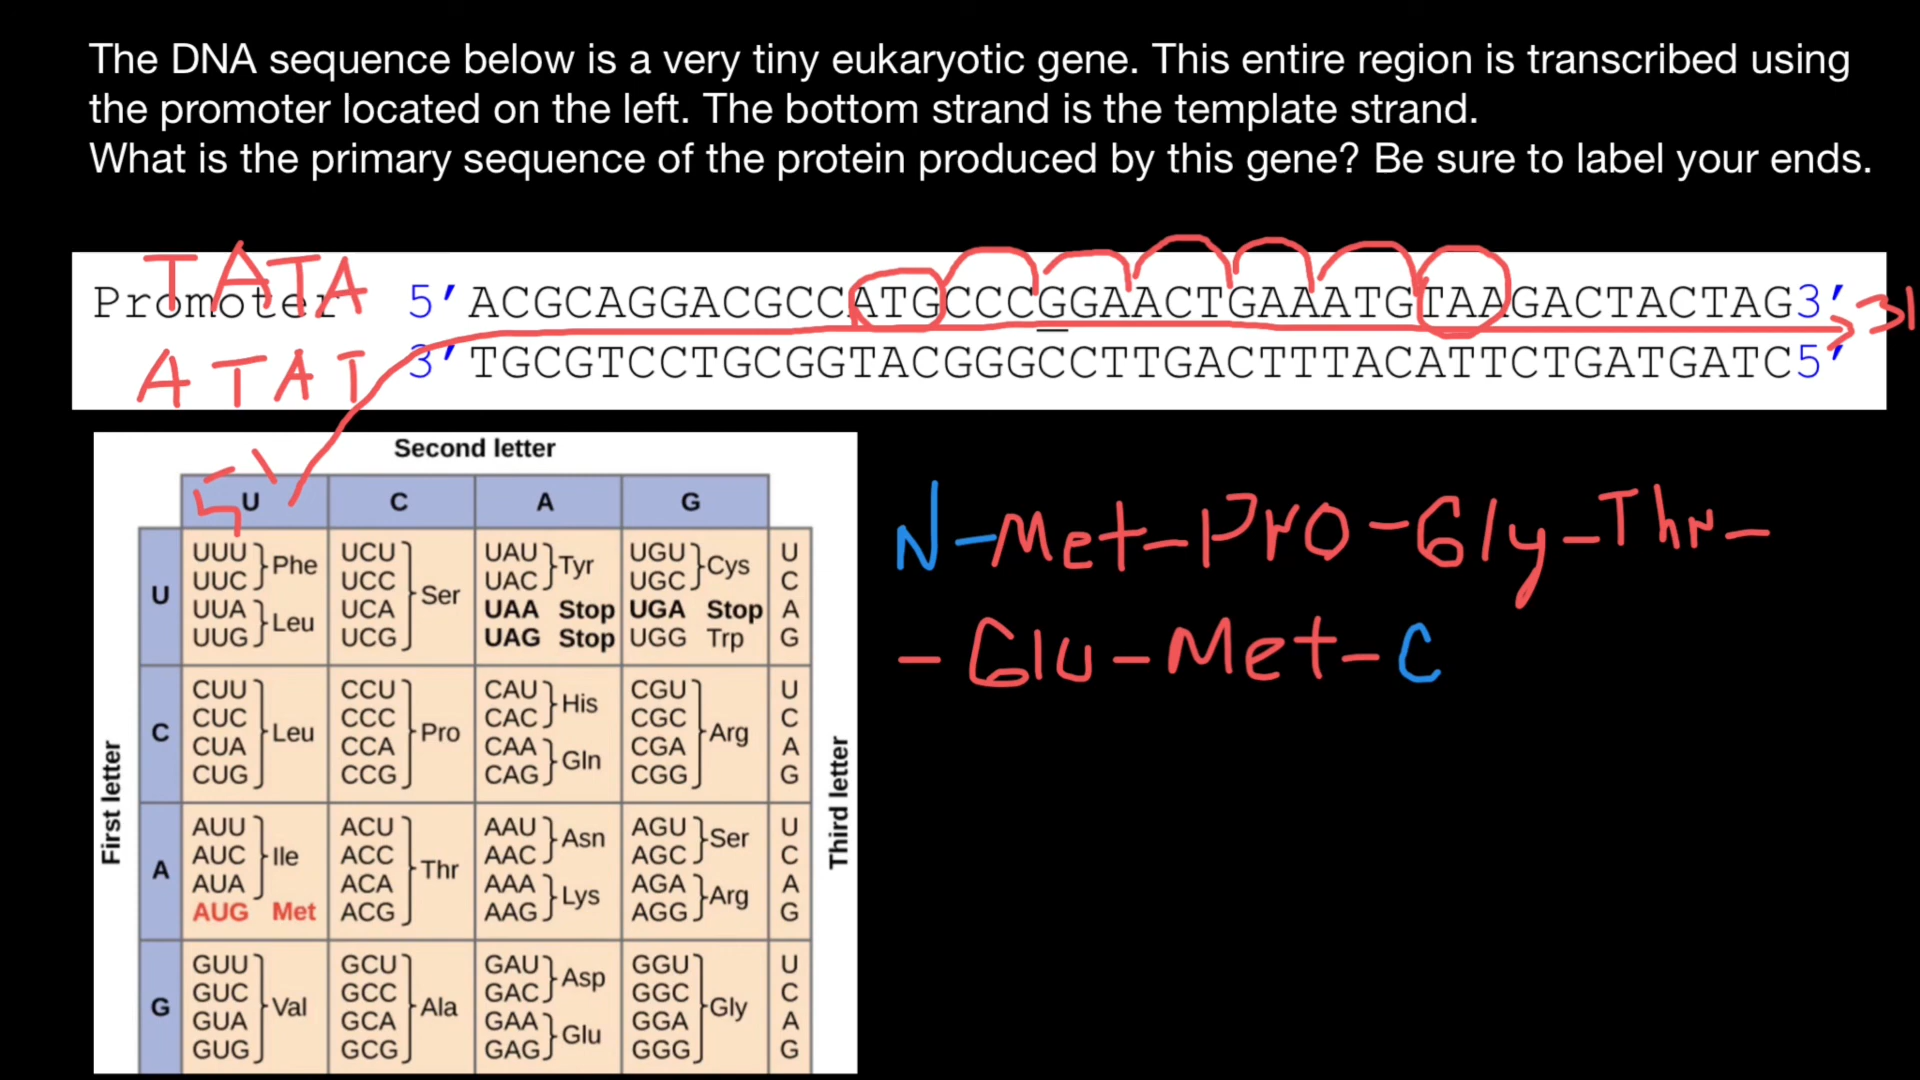 The DNA sequence below is a very tiny eukaryotic gene. This entire region is transcribed using
the promoter located on the left. The bottom strand is the template strand.
What is the primary sequence of the protein produced by this gene? Be sure to label your ends.
TATA
Promoter 5'ACGCAGGACGCCATGCCCGGAACTGAAATGTAAGACTACTAG3' 3'
3'TGCGTCCTGCGGTACGGGCCTTGACTTTACATTCTGATGATC5'
ATAT
5'
Second letter
U C A G
UUU UCU UAU UGU U
Phe Tyr Cys
UUC UCC UAC UGC C
U Ser
UUA UCA UAA Stop UGA Stop A
Leu
UUG UCG UAG Stop UGG Trp G
CUU CCU CAU CGU U
His
CUC CCC CAC CGC C
C Leu Pro Arg
CUA CCA CAA CGA A
Gln
CUG CCG CAG CGG G
AUU ACU AAU AGU U
Asn Ser
AUC ACC AAC AGC C
Ile
A Thr
AUA ACA AAA AGA A
Lys Arg
AUG Met ACG AAG AGG G
GUU GCU GAU GGU U
Asp
GUC GCC GAC GGC C
G Val Ala Gly
GUA GCA GAA GGA A
Glu
GUG GCG GAG GGG G
First letter
Third letter
N-Met-Pro-Gly-Thr-
-Glu-Met-C